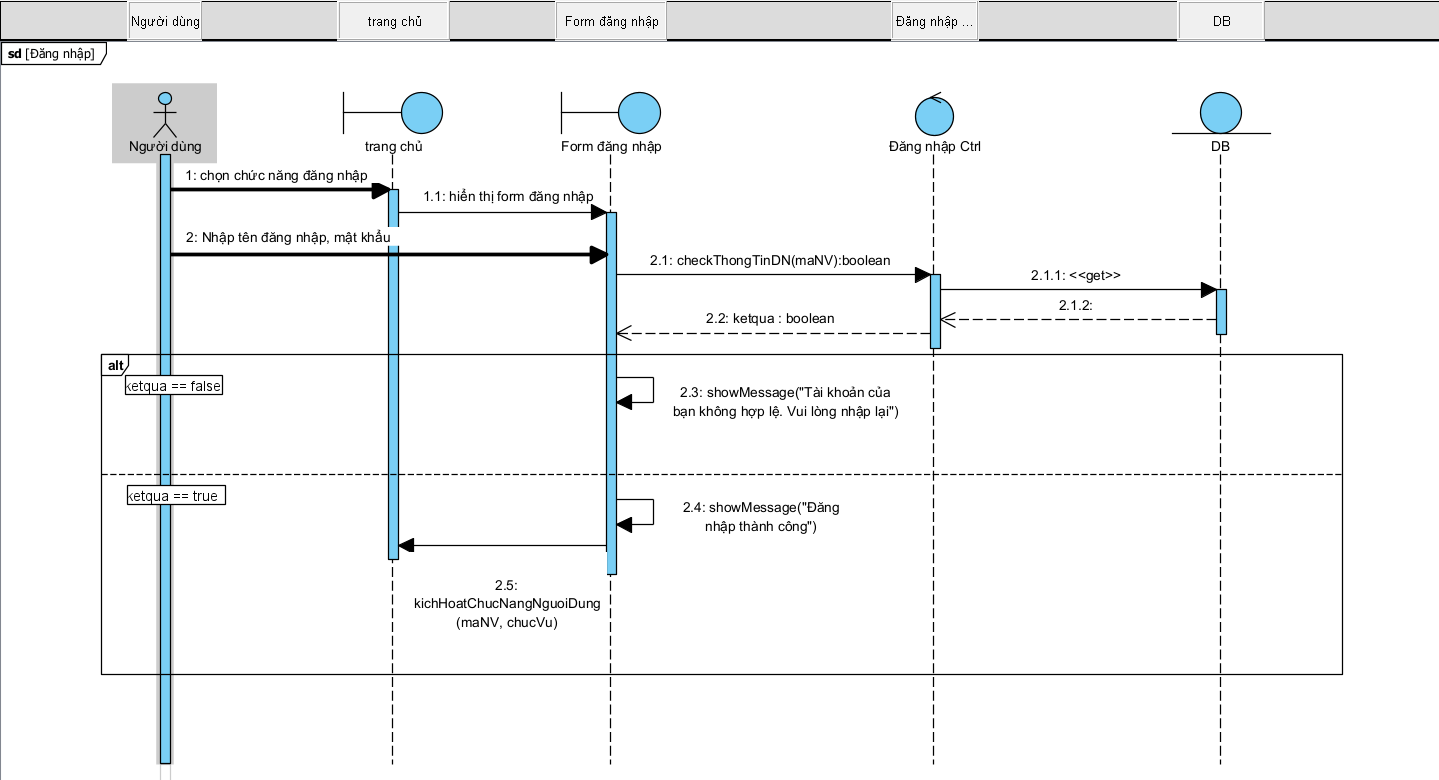 Người dùng
trang chủ
Form đăng nhập
Đăng nhập ...
DB
sd [Đăng nhập]
Người dùng
trang chủ
Form đăng nhập
Đăng nhập Ctrl
DB
1: chọn chức năng đăng nhập
1.1: hiển thị form đăng nhập
2: Nhập tên đăng nhập, mật khẩu
2.1: checkThongTinDN(maNV):boolean
2.1.1: <<get>>
2.1.2:
2.2: ketqua : boolean
alt
ketqua == false
2.3: showMessage("Tài khoản của
bạn không hợp lệ. Vui lòng nhập lại")
ketqua == true
2.4: showMessage("Đăng
nhập thành công")
2.5:
kichHoatChucNangNguoiDung
(maNV, chucVu)